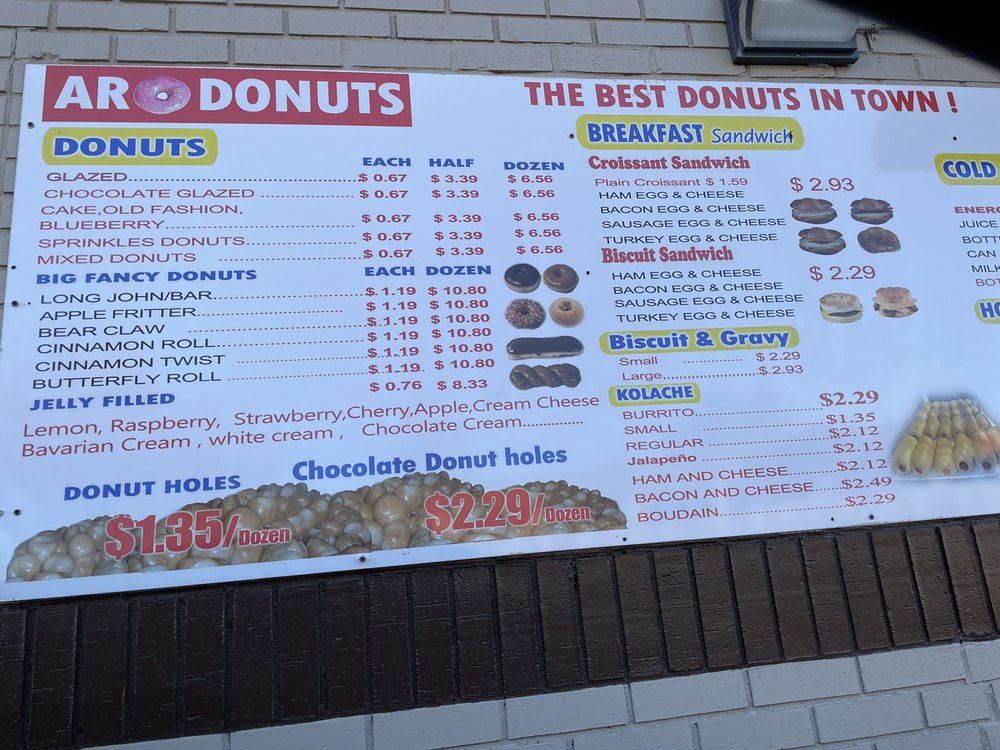 AR DONUTS
THE BEST DONUTS IN TOWN !
DONUTS
EACH HALF DOZEN
GLAZED..............................$ 0.67 $ 3.39 $ 6.56
CHOCOLATE GLAZED ..............$ 0.67 $ 3.39 $ 6.56
CAKE,OLD FASHION,
BLUEBERRY.........................$ 0.67 $ 3.39 $ 6.56
SPRINKLES DONUTS..............$ 0.67 $ 3.39 $ 6.56
MIXED DONUTS ..................$ 0.67 $ 3.39 $ 6.56
BIG FANCY DONUTS EACH DOZEN
LONG JOHN/BAR...................$.1.19 $ 10.80
APPLE FRITTER.....................$ 1.19 $ 10.80
BEAR CLAW .......................$.1.19 $ 10.80
CINNAMON ROLL..................$ 1.19 $ 10.80
CINNAMON TWIST ...............$.1.19 $ 10.80
BUTTERFLY ROLL .................$.1.19. $ 10.80
JELLY FILLED $ 0.76 $ 8.33
Lemon, Raspberry, Strawberry,Cherry,Apple,Cream Cheese
Bavarian Cream , white cream , Chocolate Cream...............
DONUT HOLES
$1.35/Dozen
Chocolate Donut holes
$2.29/Dozen
BREAKFAST Sandwich
Croissant Sandwich
Plain Croissant $ 1.59
$ 2.93
HAM EGG & CHEESE
BACON EGG & CHEESE
SAUSAGE EGG & CHEESE
TURKEY EGG & CHEESE
Biscuit Sandwich
$ 2.29
HAM EGG & CHEESE
BACON EGG & CHEESE
SAUSAGE EGG & CHEESE
TURKEY EGG & CHEESE
Biscuit & Gravy
Small .................... $ 2.29
Large,,,,,,,,,,,,,,,,,,,,,,,.$.2.93
KOLACHE
BURRITO........................$2.29
SMALL ........................$1.35
REGULAR ......................$2.12
Jalapeño ......................$2.12
HAM AND CHEESE..........$2.12
BACON AND CHEESE......$2.49
BOUDAIN.......................$2.29
COLD
JUICE
CAN